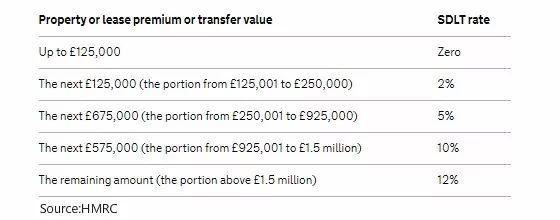 Property or lease premium or transfer value SDLT rate
Up to £125,000 Zero
The next £125,000 (the portion from £125,001 to £250,000) 2%
The next £675,000 (the portion from £250,001 to £925,000) 5%
The next £575,000 (the portion from £925,001 to £1.5 million) 10%
The remaining amount (the portion above £1.5 million) 12%
Source:HMRC